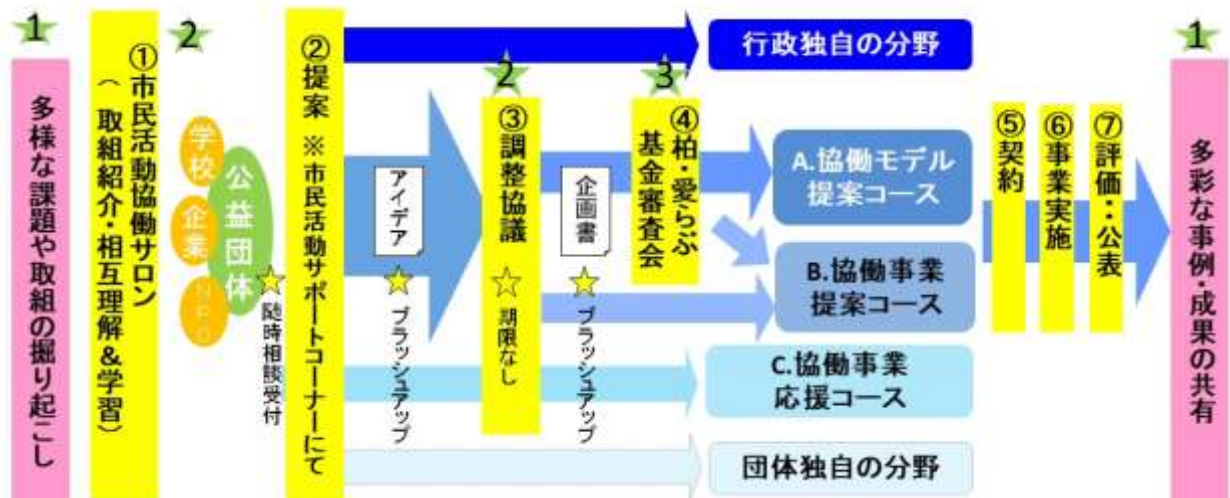 1
多様な課題や取組の掘り起こし
①市民活動協働サロン
(取組紹介・相互理解&学習)
2
学校
企業
NPO
公益団体
☆随時相談受付
②提案 ※市民活動サポートコーナーにて
アイデア
☆ブラッシュアップ
2
③調整協議
☆期限なし
企画書
☆ブラッシュアップ
3
④柏・愛らぶ
基金審査会
行政独自の分野
A.協働モデル
提案コース
B.協働事業
提案コース
C.協働事業
応援コース
団体独自の分野
⑤契約
⑥事業実施
⑦評価・公表
1
多彩な事例・成果の共有